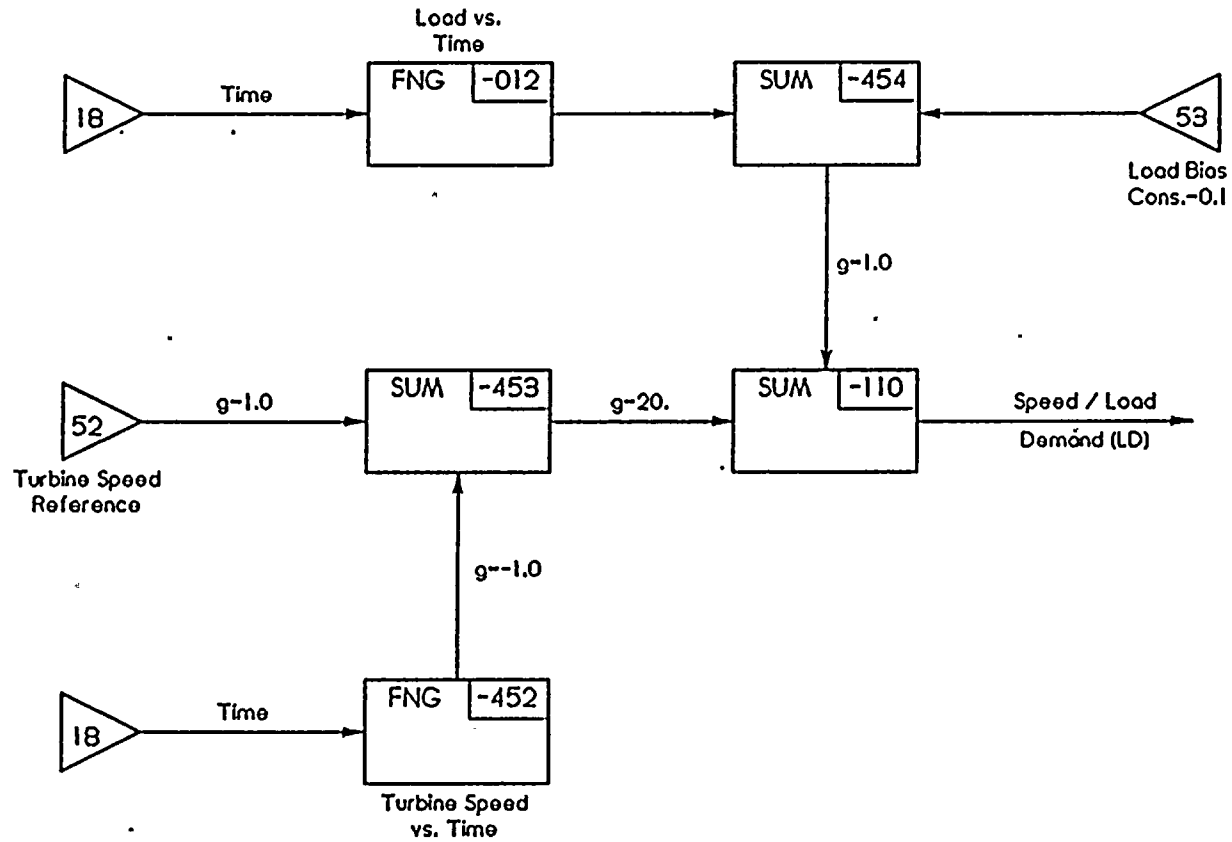 Load vs.
Time
18
Time
FNG
-012
SUM
-454
53
Load Bias
Cons.-0.1
g-1.0
52
Turbine Speed
Reference
g-1.0
SUM
-453
g-20.
SUM
-110
Speed / Load
Demand (LD)
g--1.0
18
Time
FNG
-452
Turbine Speed
vs. Time